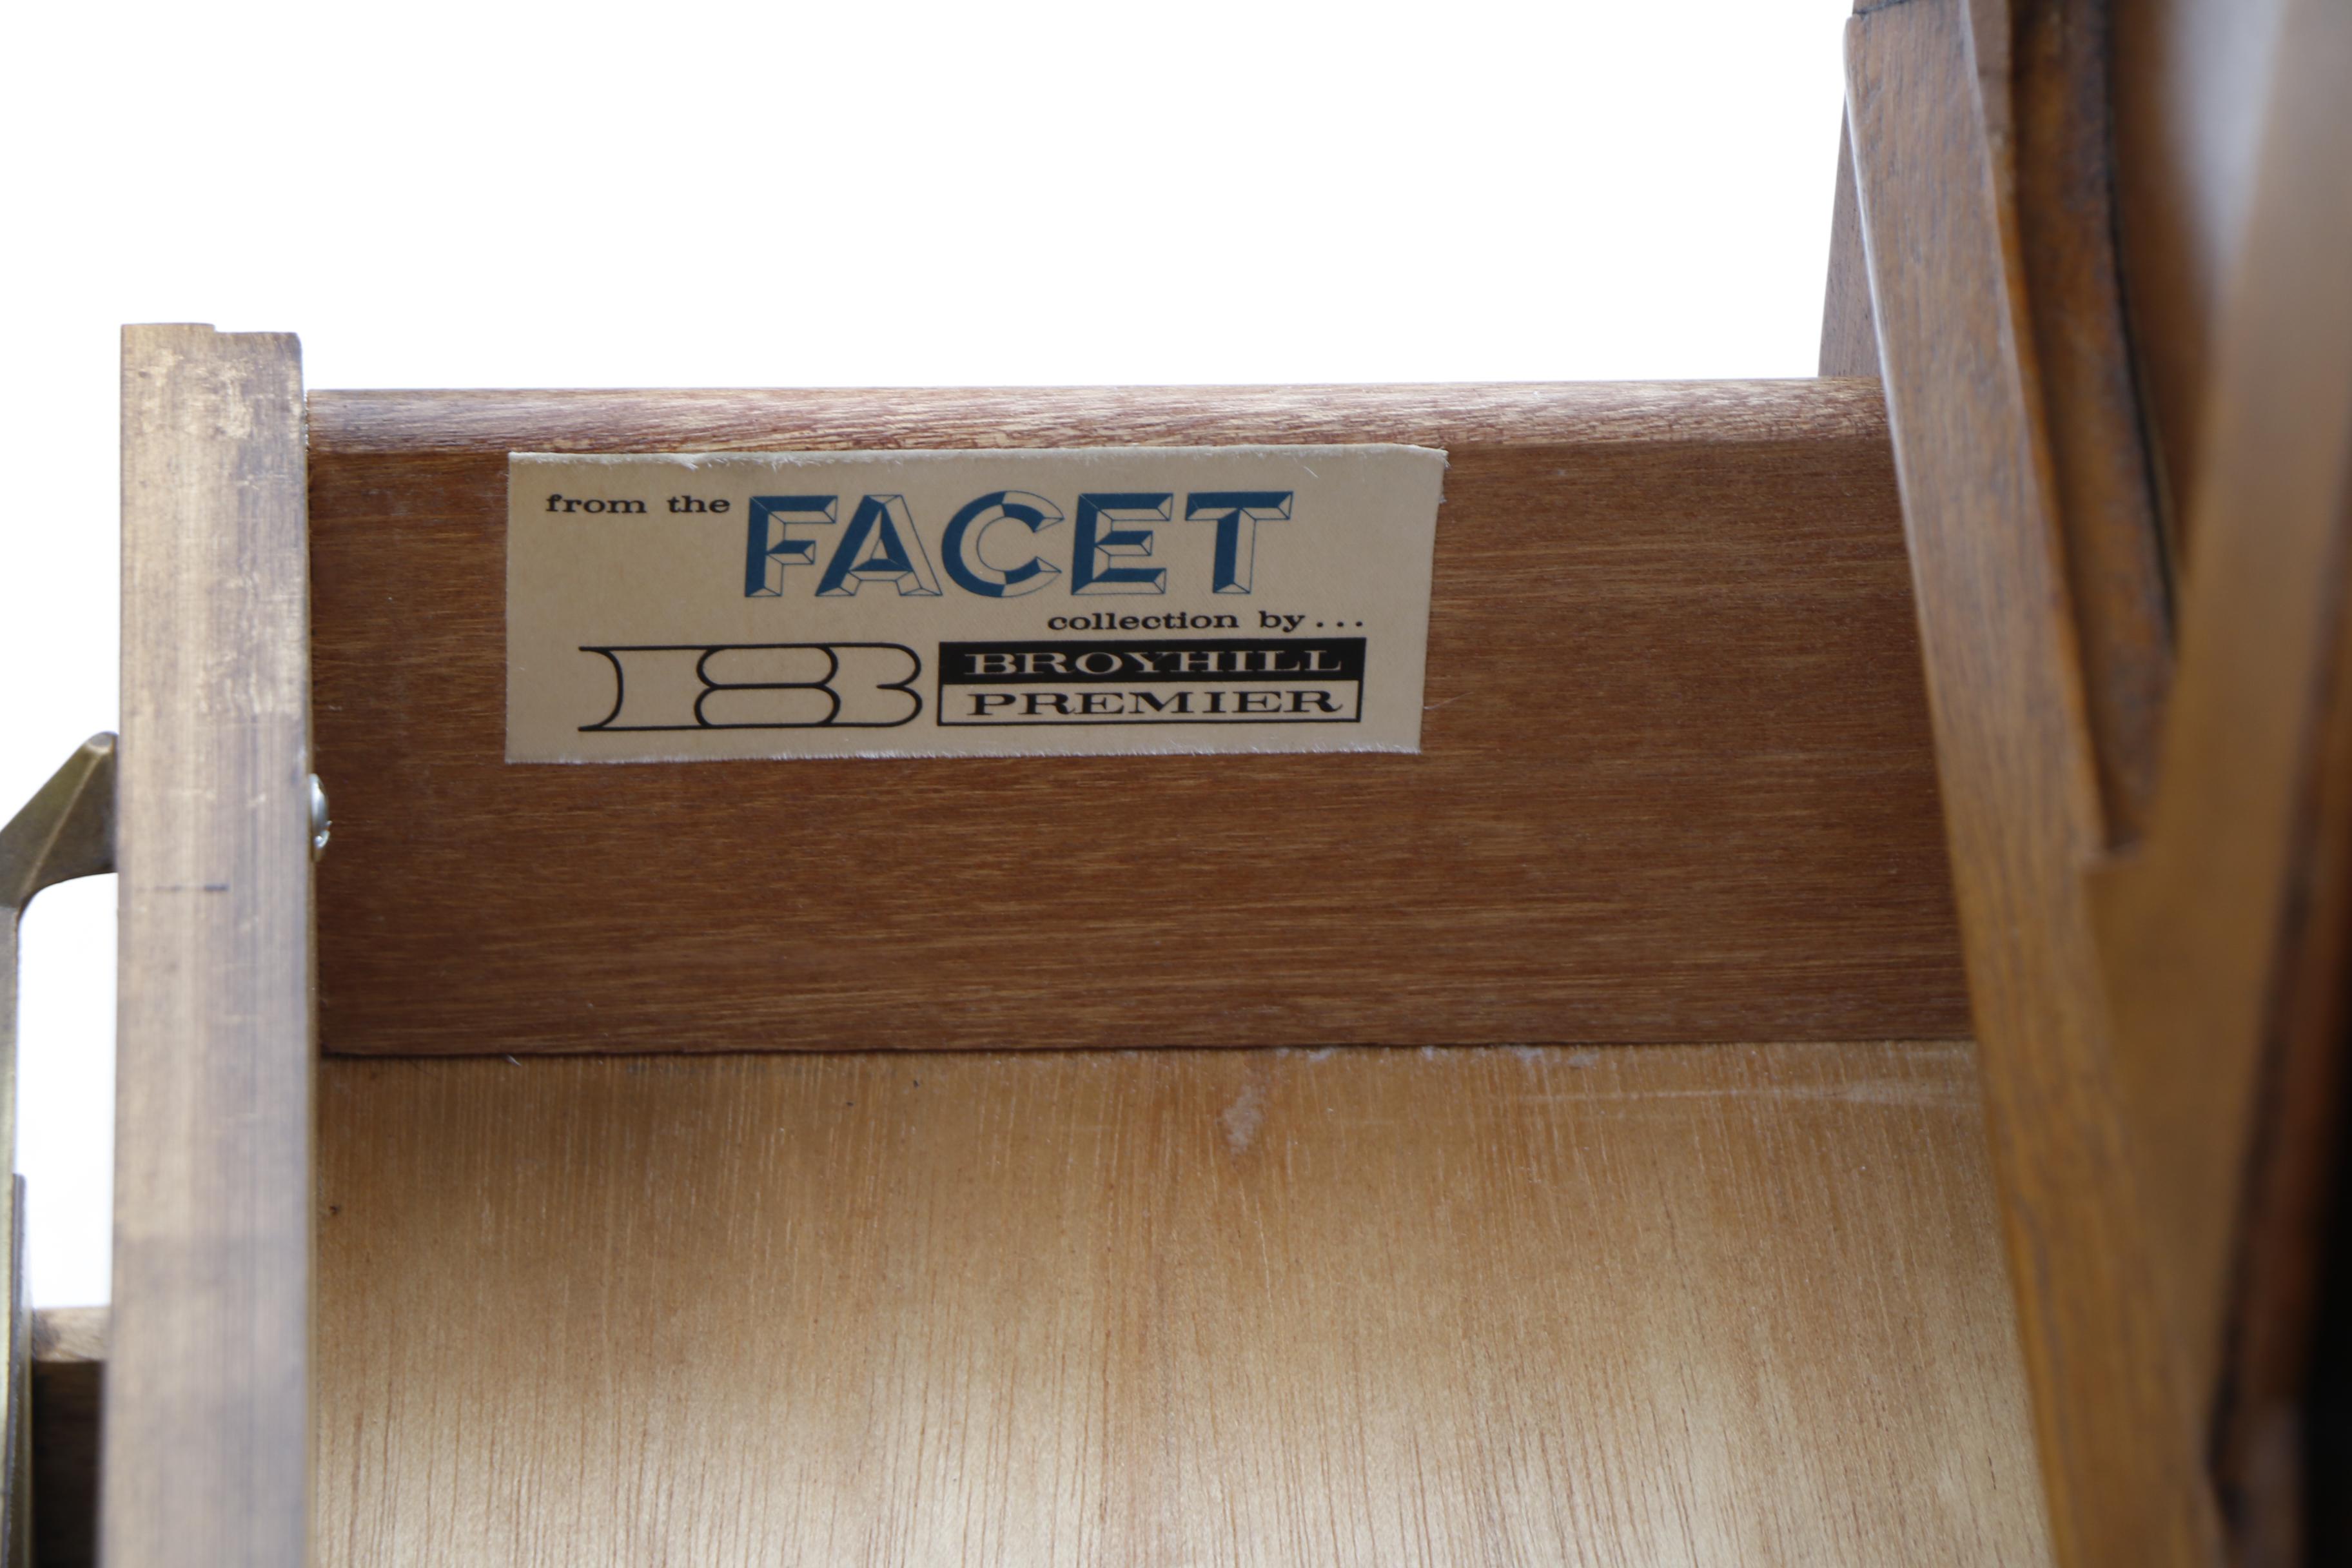 from the FACET
collection by...
B BROYHILL
PREMIER